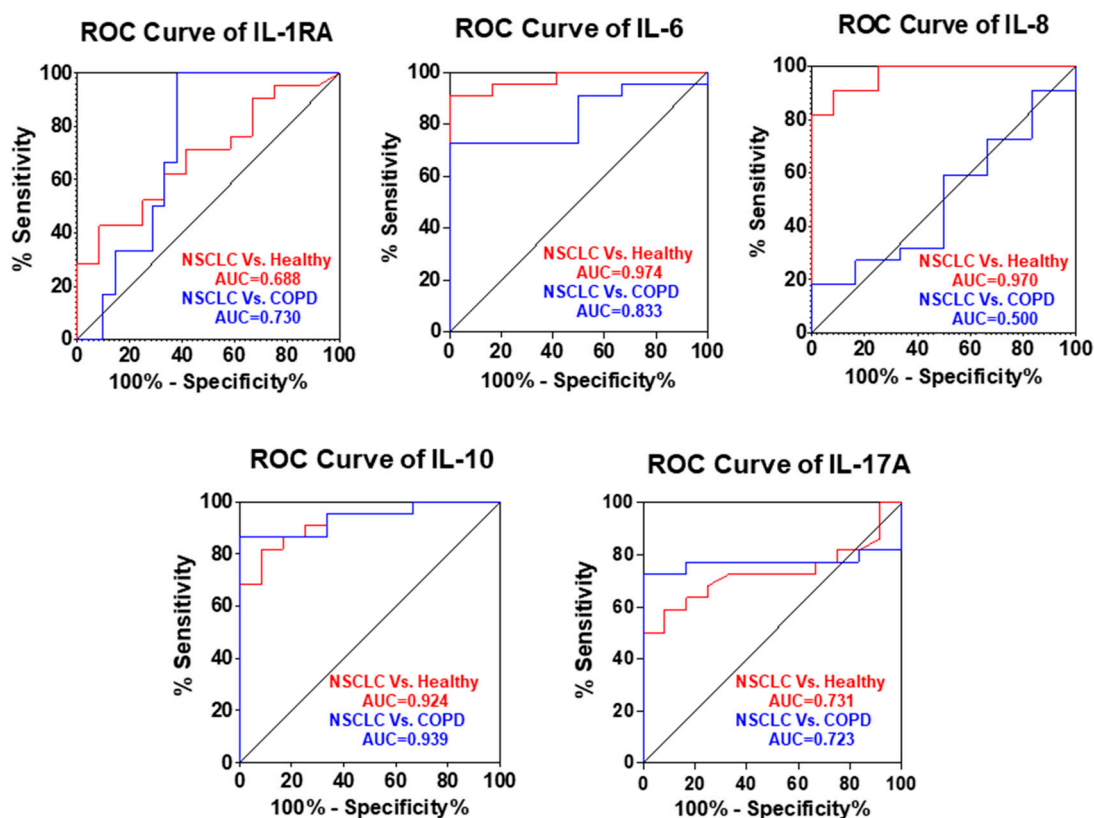 ROC Curve of IL-1RA
% Sensitivity
100
80
60
40
20
0
NSCLC Vs. Healthy
AUC=0.688
NSCLC Vs. COPD
AUC=0.730
0 20 40 60 80 100
100% - Specificity%
ROC Curve of IL-6
% Sensitivity
100
80
60
40
20
0
NSCLC Vs. Healthy
AUC=0.974
NSCLC Vs. COPD
AUC=0.833
0 20 40 60 80 100
100% - Specificity%
ROC Curve of IL-8
% Sensitivity
100
80
60
40
20
0
NSCLC Vs. Healthy
AUC=0.970
NSCLC Vs. COPD
AUC=0.500
0 20 40 60 80 100
100% - Specificity%
ROC Curve of IL-10
% Sensitivity
100
80
60
40
20
0
NSCLC Vs. Healthy
AUC=0.924
NSCLC Vs. COPD
AUC=0.939
0 20 40 60 80 100
100% - Specificity%
ROC Curve of IL-17A
% Sensitivity
100
80
60
40
20
0
NSCLC Vs. Healthy
AUC=0.731
NSCLC Vs. COPD
AUC=0.723
0 20 40 60 80 100
100% - Specificity%